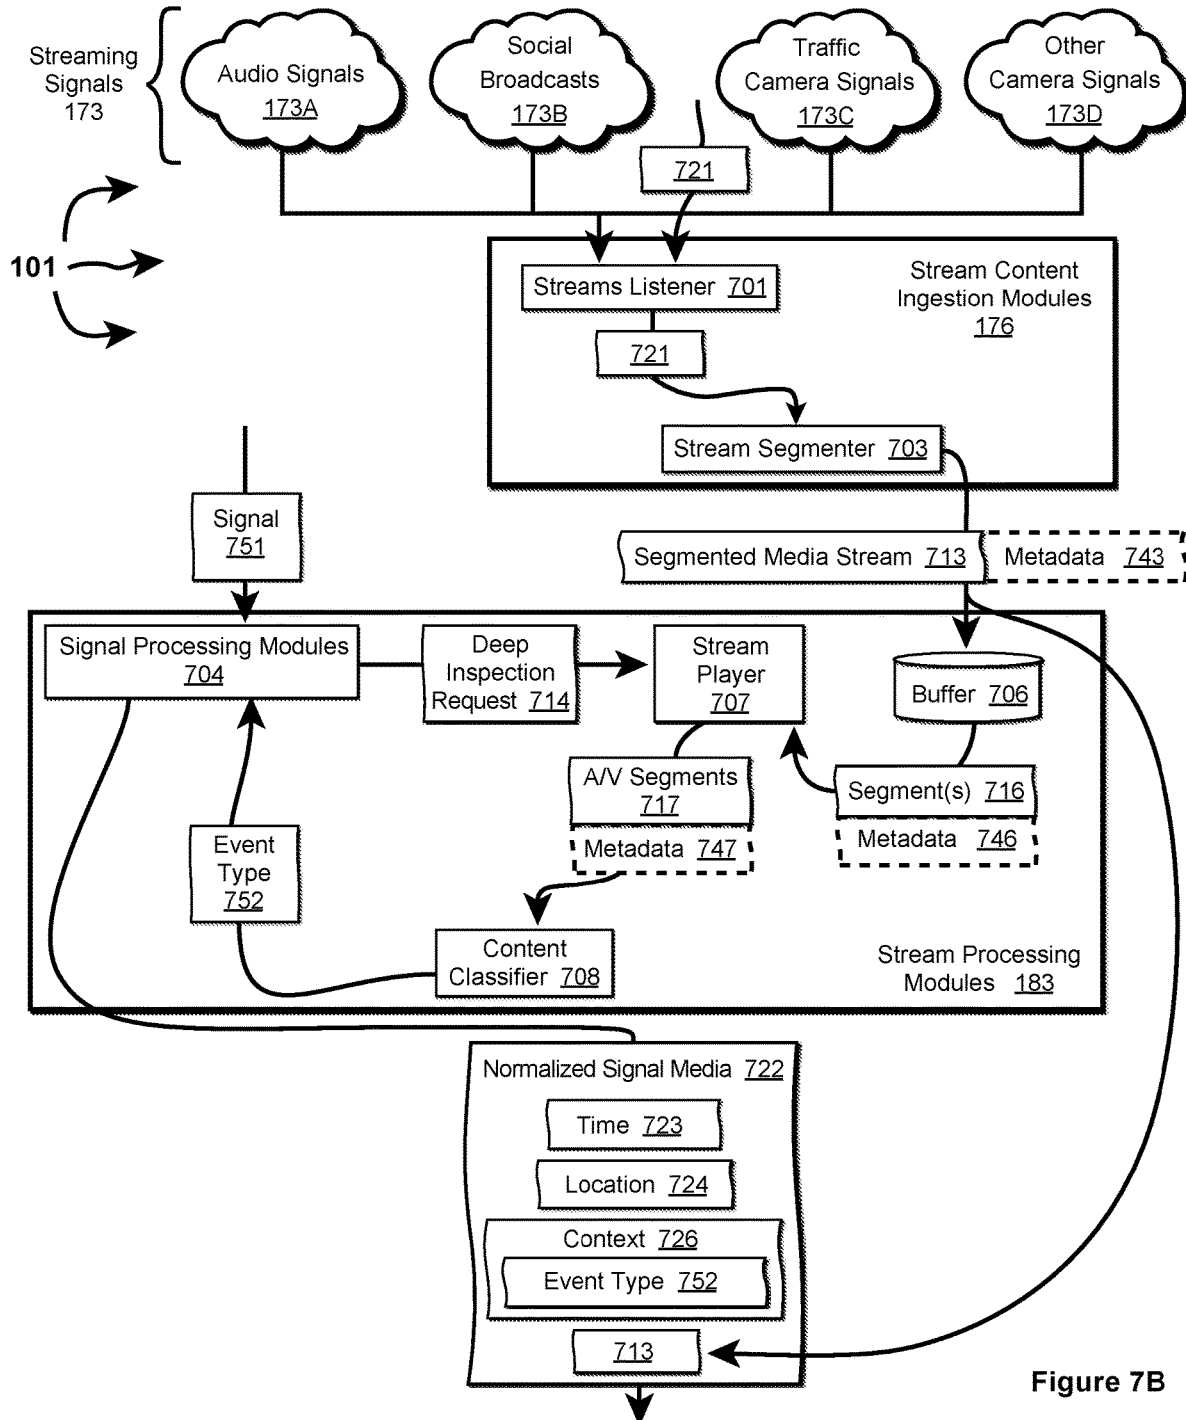 Streaming
Signals
173
Audio Signals
173A
Social
Broadcasts
173B
Traffic
Camera Signals
173C
Other
Camera Signals
173D
721
101
Streams Listener 701
Stream Content
Ingestion Modules
176
721
Stream Segmenter 703
Signal
751
Segmented Media Stream 713
Metadata 743
Signal Processing Modules
704
Deep
Inspection
Request 714
Stream
Player
707
Buffer 706
A/V Segments
717
Metadata 747
Segment(s) 716
Metadata 746
Event
Type
752
Content
Classifier 708
Stream Processing
Modules 183
Normalized Signal Media 722
Time 723
Location 724
Context 726
Event Type 752
713
Figure 7B